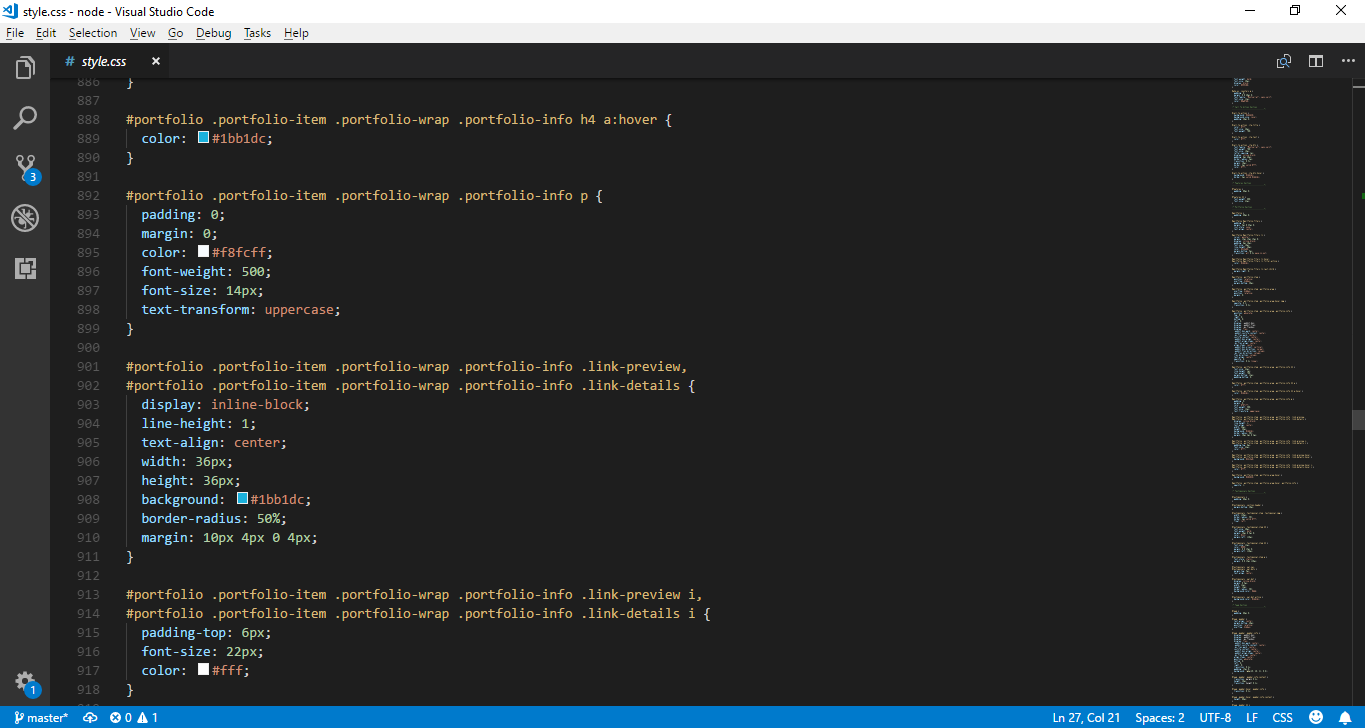 style.css - node - Visual Studio Code
File Edit Selection View Go Debug Tasks Help
# style.css ×
886 }
887
888 #portfolio .portfolio-item .portfolio-wrap .portfolio-info h4 a:hover {
889 color: #1bb1dc;
890 }
891
892 #portfolio .portfolio-item .portfolio-wrap .portfolio-info p {
893 padding: 0;
894 margin: 0;
895 color: #f8fcff;
896 font-weight: 500;
897 font-size: 14px;
898 text-transform: uppercase;
899 }
900
901 #portfolio .portfolio-item .portfolio-wrap .portfolio-info .link-preview,
902 #portfolio .portfolio-item .portfolio-wrap .portfolio-info .link-details {
903 display: inline-block;
904 line-height: 1;
905 text-align: center;
906 width: 36px;
907 height: 36px;
908 background: #1bb1dc;
909 border-radius: 50%;
910 margin: 10px 4px 0 4px;
911 }
912
913 #portfolio .portfolio-item .portfolio-wrap .portfolio-info .link-preview i,
914 #portfolio .portfolio-item .portfolio-wrap .portfolio-info .link-details i {
915 padding-top: 6px;
916 font-size: 22px;
917 color: #fff;
918 }
3
1
master* 0 1 Ln 27, Col 21 Spaces: 2 UTF-8 LF CSS